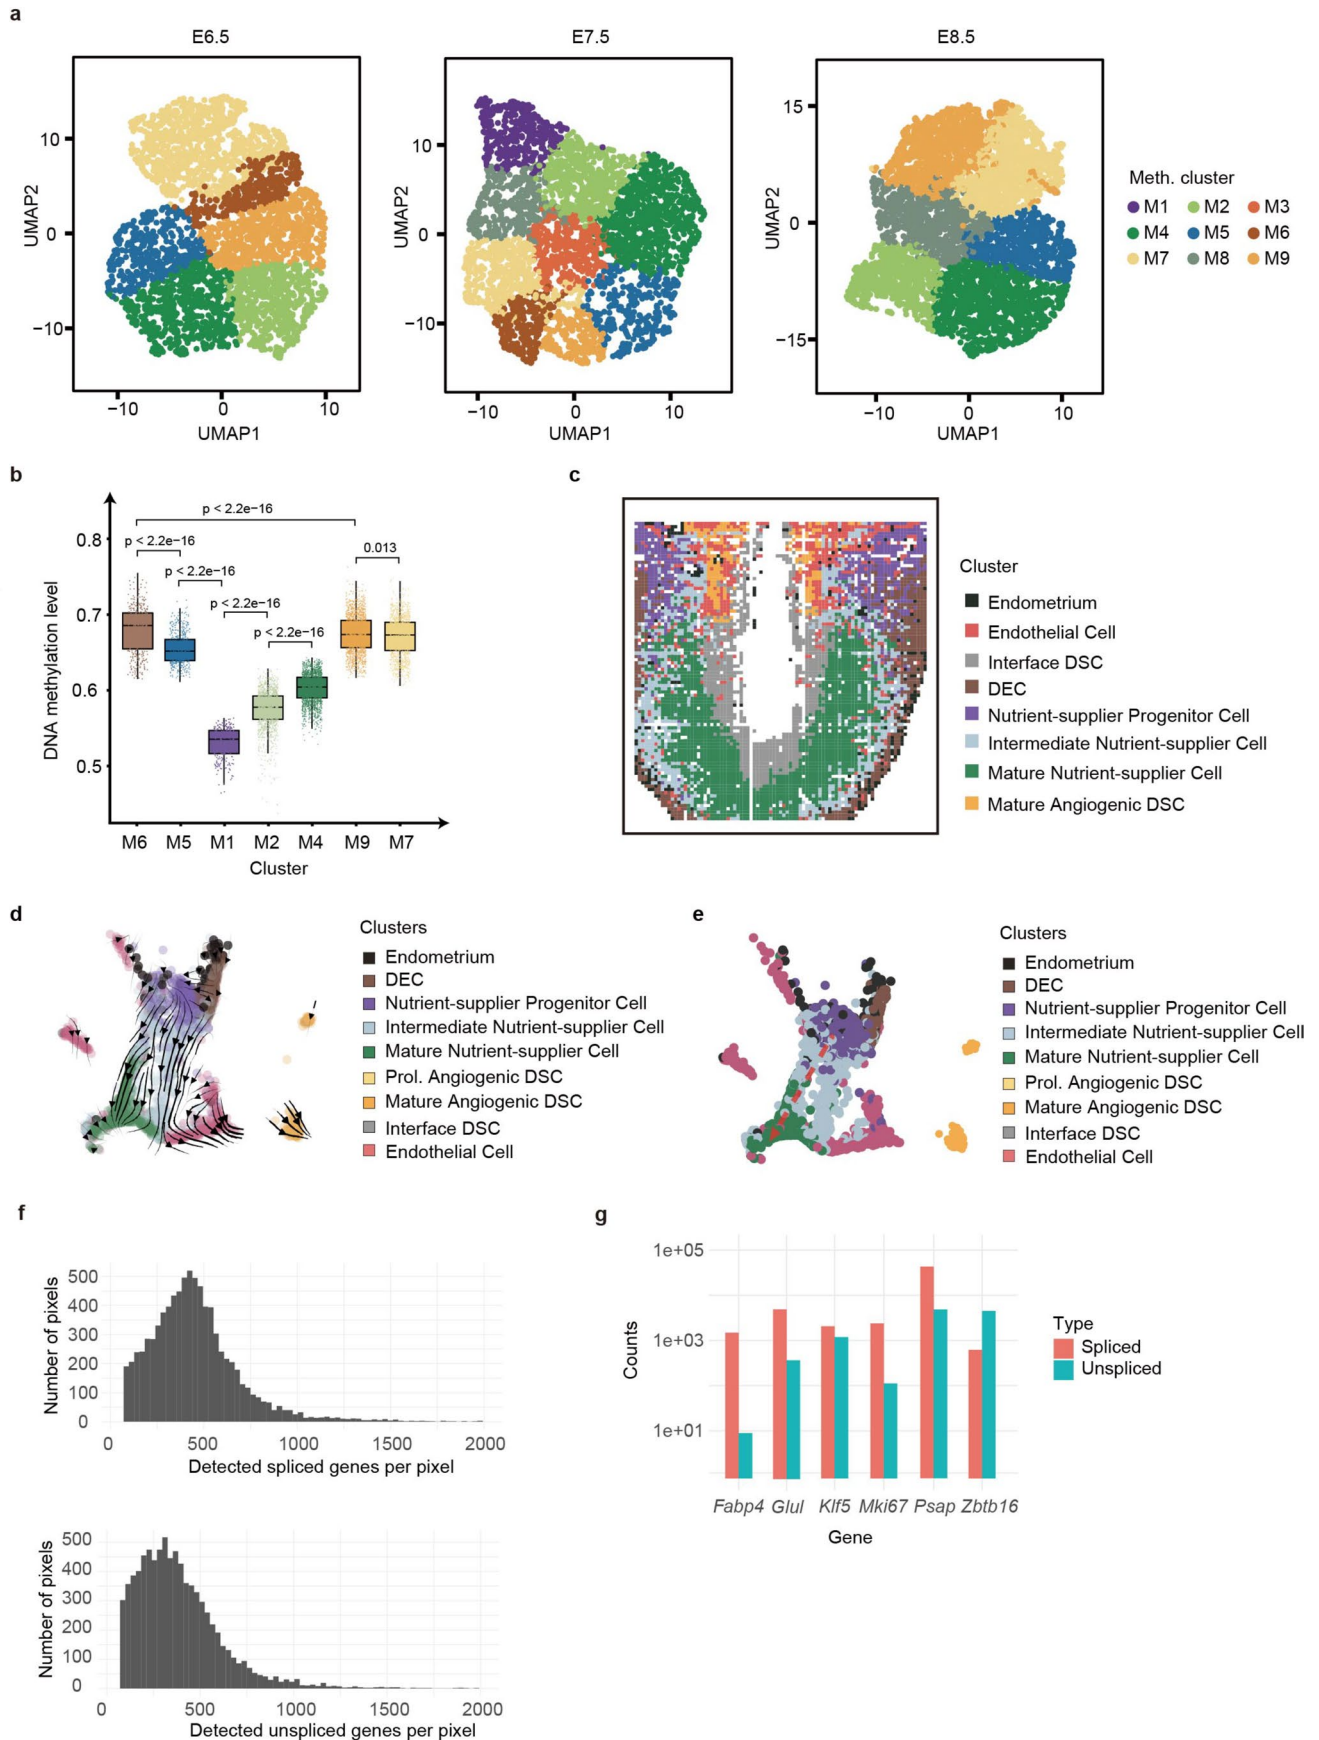 a
E6.5
E7.5
E8.5
10
0
−10
UMAP2
−10
0
10
UMAP1
10
0
−10
UMAP2
−10
0
10
UMAP1
15
0
−15
UMAP2
−10
0
10
UMAP1
Meth. cluster
M1 M2 M3
M4 M5 M6
M7 M8 M9
b
p < 2.2e−16
p < 2.2e−16
0.013
p < 2.2e−16
p < 2.2e−16
p < 2.2e−16
0.8
0.7
0.6
0.5
DNA methylation level
M6 M5 M1 M2 M4 M9 M7
Cluster
c
Cluster
Endometrium
Endothelial Cell
Interface DSC
DEC
Nutrient-supplier Progenitor Cell
Intermediate Nutrient-supplier Cell
Mature Nutrient-supplier Cell
Mature Angiogenic DSC
d
Clusters
Endometrium
DEC
Nutrient-supplier Progenitor Cell
Intermediate Nutrient-supplier Cell
Mature Nutrient-supplier Cell
Prol. Angiogenic DSC
Mature Angiogenic DSC
Interface DSC
Endothelial Cell
e
Clusters
Endometrium
DEC
Nutrient-supplier Progenitor Cell
Intermediate Nutrient-supplier Cell
Mature Nutrient-supplier Cell
Prol. Angiogenic DSC
Mature Angiogenic DSC
Interface DSC
Endothelial Cell
f
500
400
300
200
100
0
Number of pixels
0 500 1000 1500 2000
Detected spliced genes per pixel
500
400
300
200
100
0
Number of pixels
0 500 1000 1500 2000
Detected unspliced genes per pixel
g
1e+05
1e+03
1e+01
Counts
Fabp4 Glul Klf5 Mki67 Psap Zbtb16
Gene
Type
Spliced
Unspliced